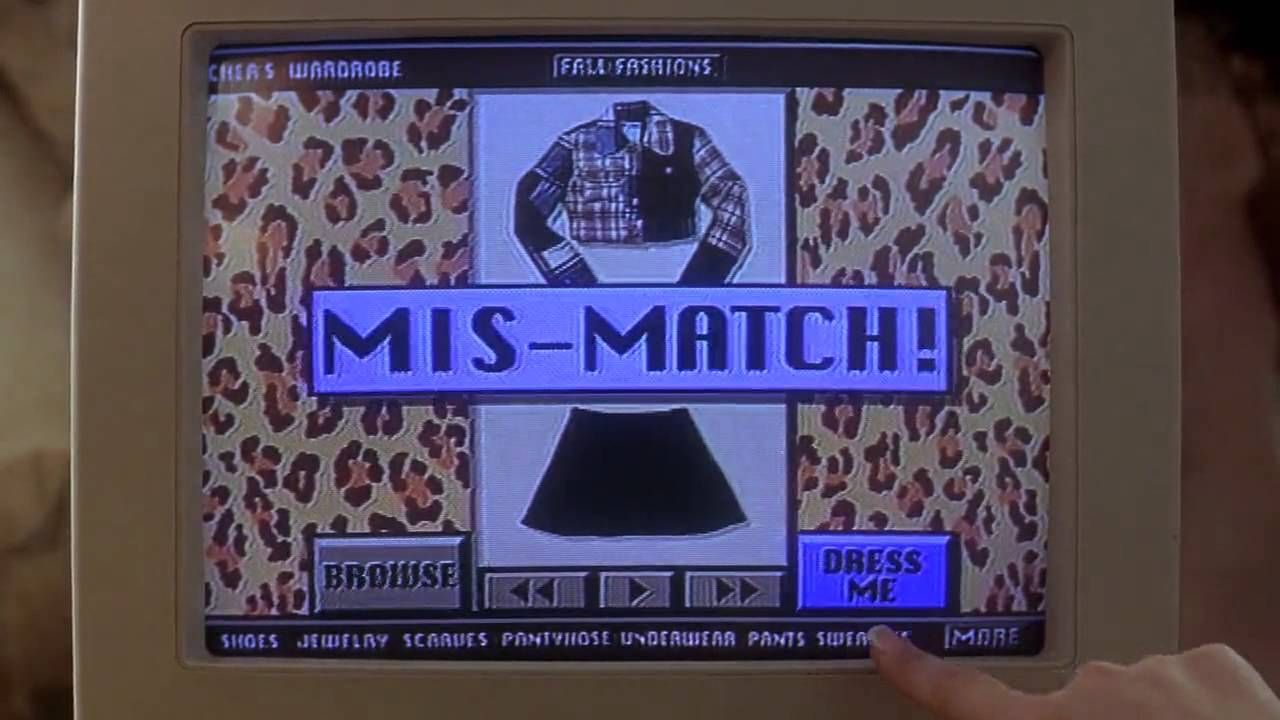 CHER'S WARDROBE
FALL FASHIONS
MIS-MATCH!
BROWSE
DRESS
ME
SHOES JEWELRY SCARVES PANTYHOSE UNDERWEAR PANTS
MORE